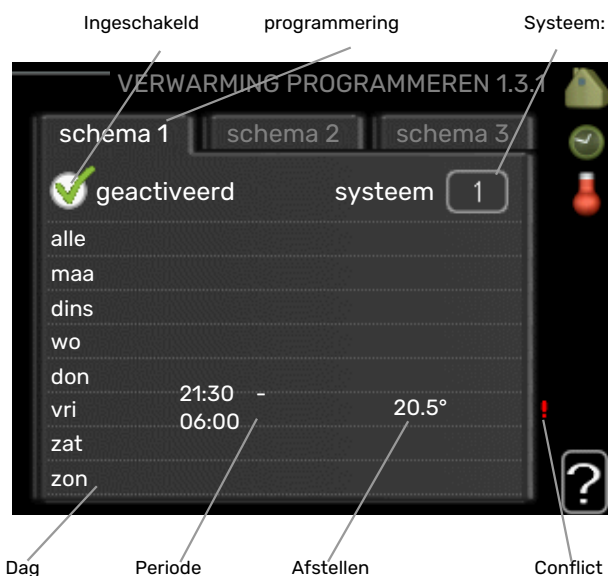 Ingeschakeld programmering Systeem:
VERWARMING PROGRAMMEREN 1.3.1
schema 1 schema 2 schema 3
geactiveerd systeem 1
alle
maa
dins
wo
don
21:30 -
vri 20.5° !
06:00
zat
zon
?
Dag Periode Afstellen Conflict